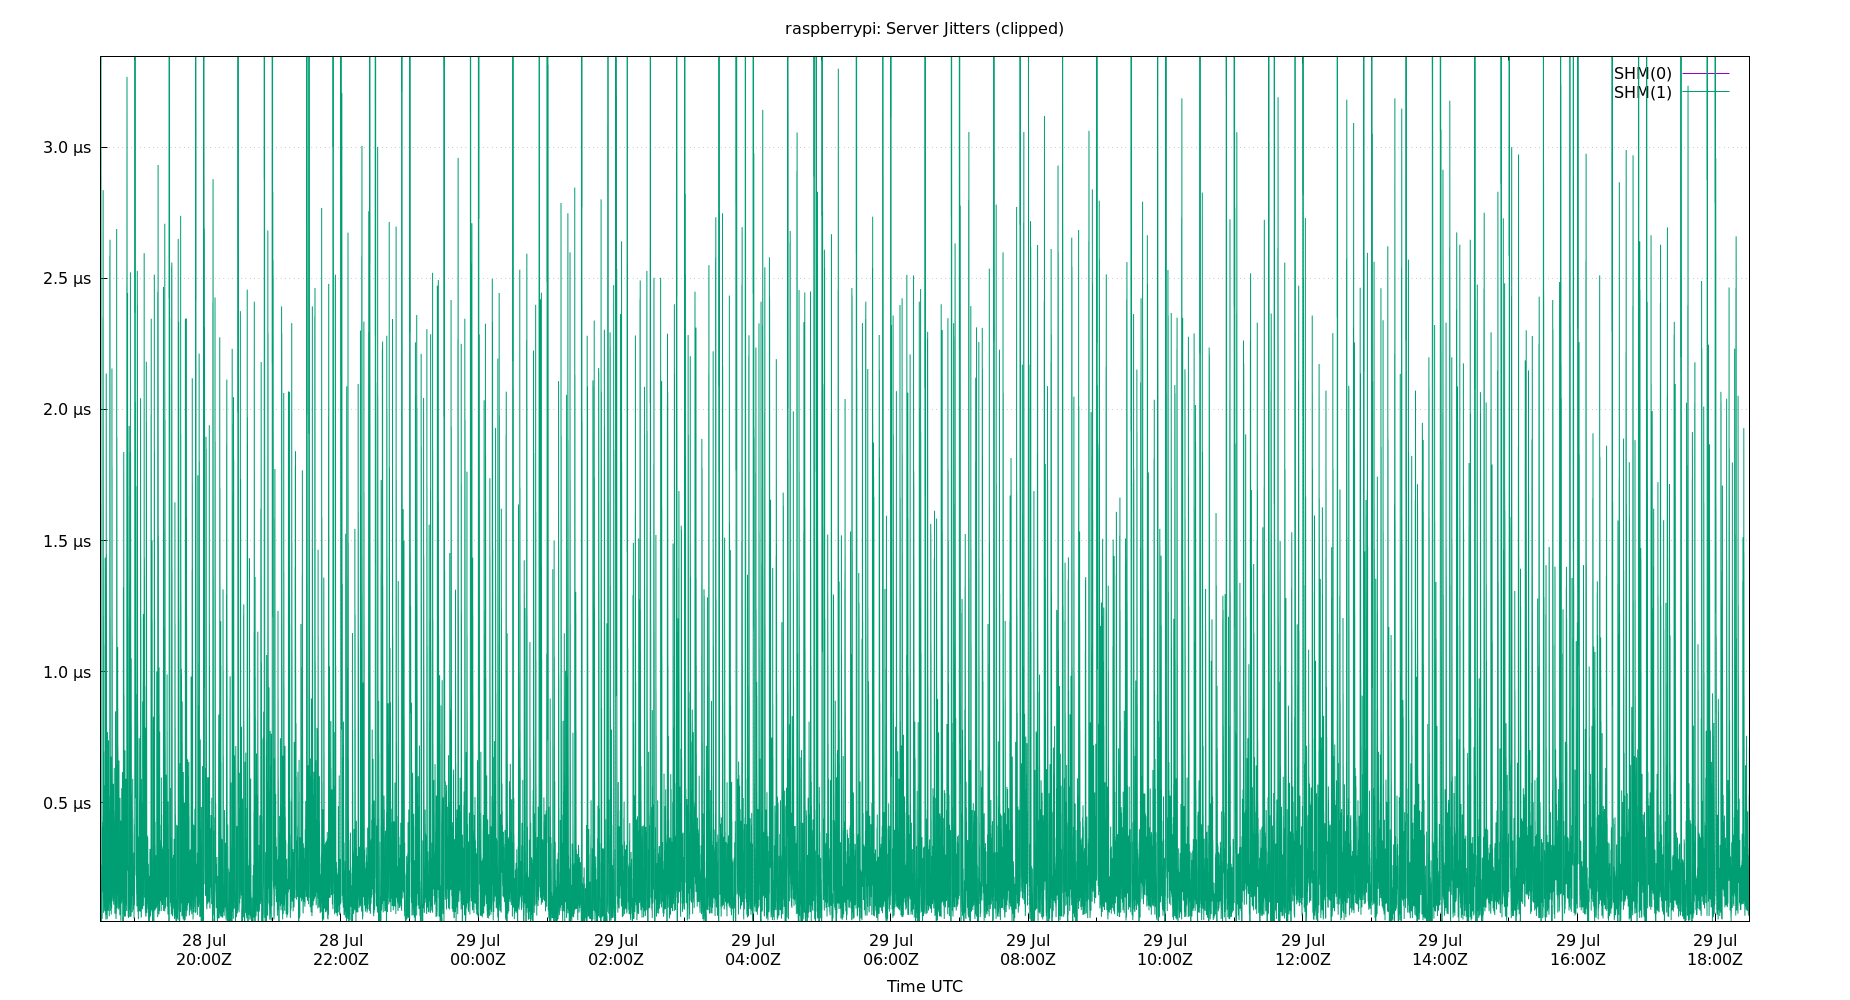 raspberrypi: Server Jitters (clipped)
SHM(0)
SHM(1)
3.0 µs
2.5 µs
2.0 µs
1.5 µs
1.0 µs
0.5 µs
28 Jul 28 Jul 29 Jul 29 Jul 29 Jul 29 Jul 29 Jul 29 Jul 29 Jul 29 Jul 29 Jul 29 Jul
20:00Z 22:00Z 00:00Z 02:00Z 04:00Z 06:00Z 08:00Z 10:00Z 12:00Z 14:00Z 16:00Z 18:00Z
Time UTC